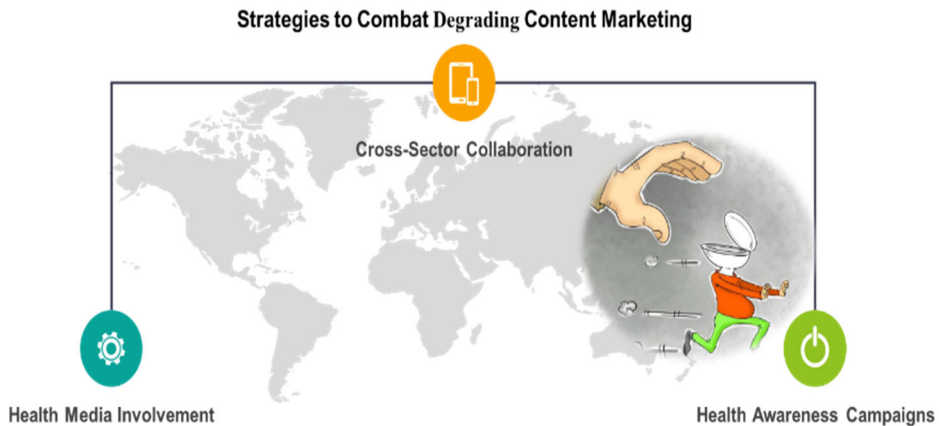 Strategies to Combat Degrading Content Marketing
Cross-Sector Collaboration
Health Media Involvement
Health Awareness Campaigns